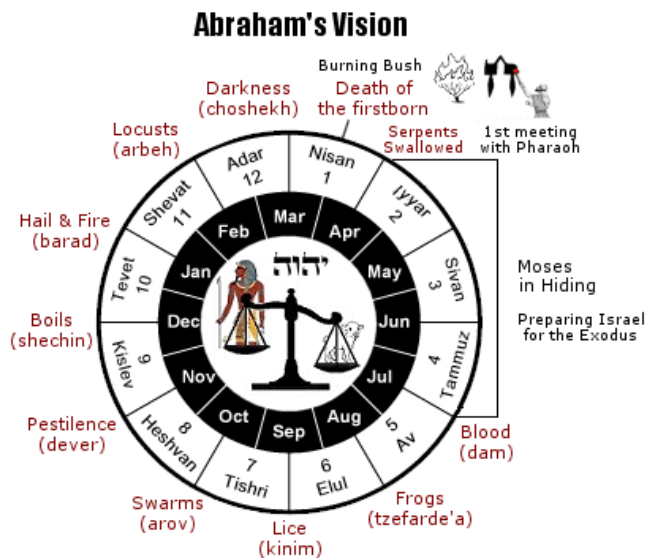 Abraham's Vision
Burning Bush
Death of
the firstborn
Serpents
Swallowed
1st meeting
with Pharaoh
Darkness
(choshekh)
Locusts
(arbeh)
Hail & Fire
(barad)
Boils
(shechin)
Pestilence
(dever)
Swarms
(arov)
Lice
(kinim)
Frogs
(tzefarde'a)
Blood
(dam)
Moses
in Hiding
Preparing Israel
for the Exodus
Nisan
1
Iyyar
2
Sivan
3
4
Tammuz
5
Av
6
Elul
7
Tishri
8
Heshvan
9
Kislev
Tevet
10
Shevat
11
Adar
12
Mar
Apr
May
Jun
Jul
Aug
Sep
Oct
Nov
Dec
Jan
Feb
יהוה
ח